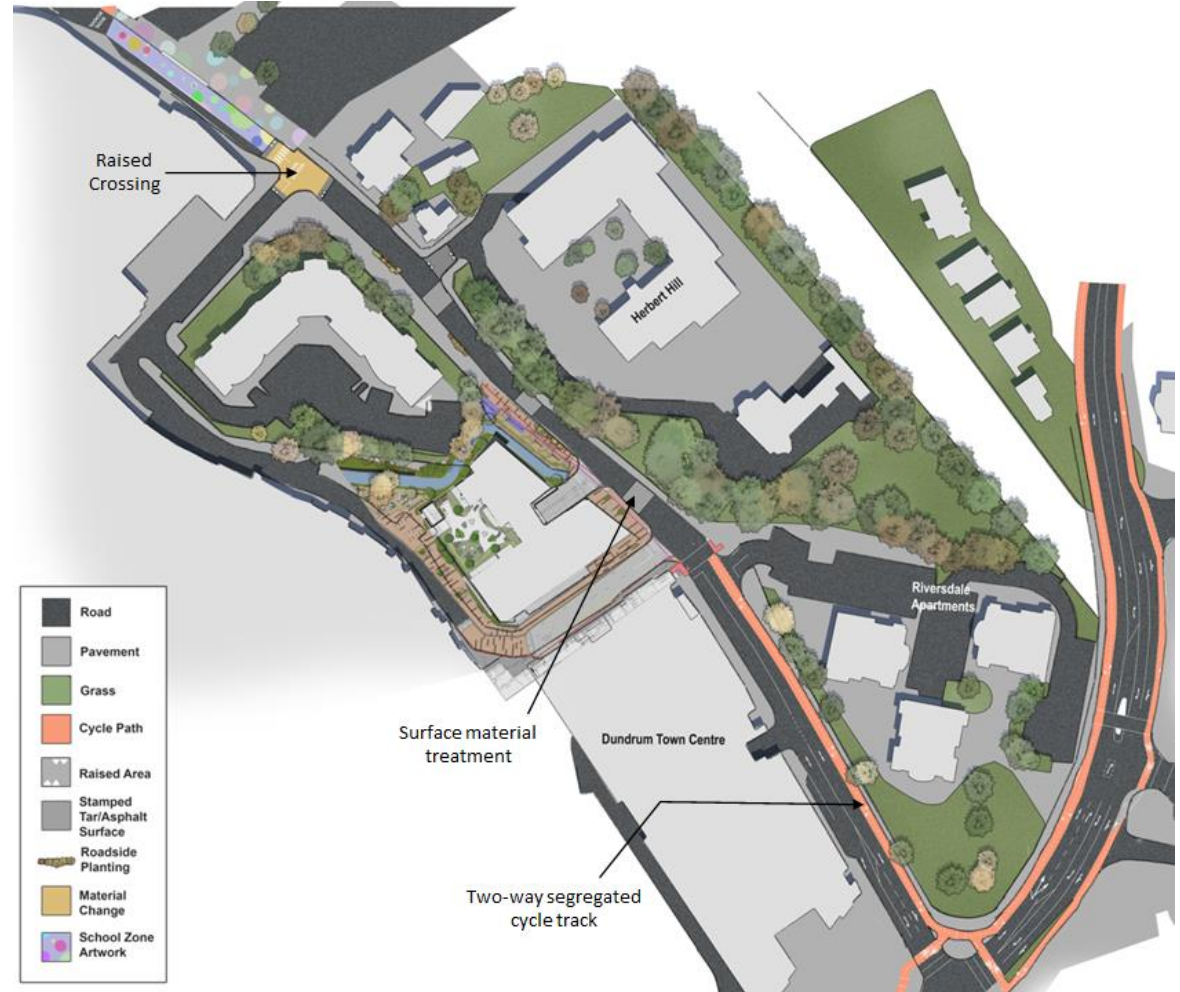 Raised
Crossing
Herbert Hill
Riversdale
Apartments
Surface material
treatment
Dundrum Town Centre
Two-way segregated
cycle track
Road
Pavement
Grass
Cycle Path
Raised Area
Stamped
Tar/Asphalt
Surface
Roadside
Planting
Material
Change
School Zone
Artwork